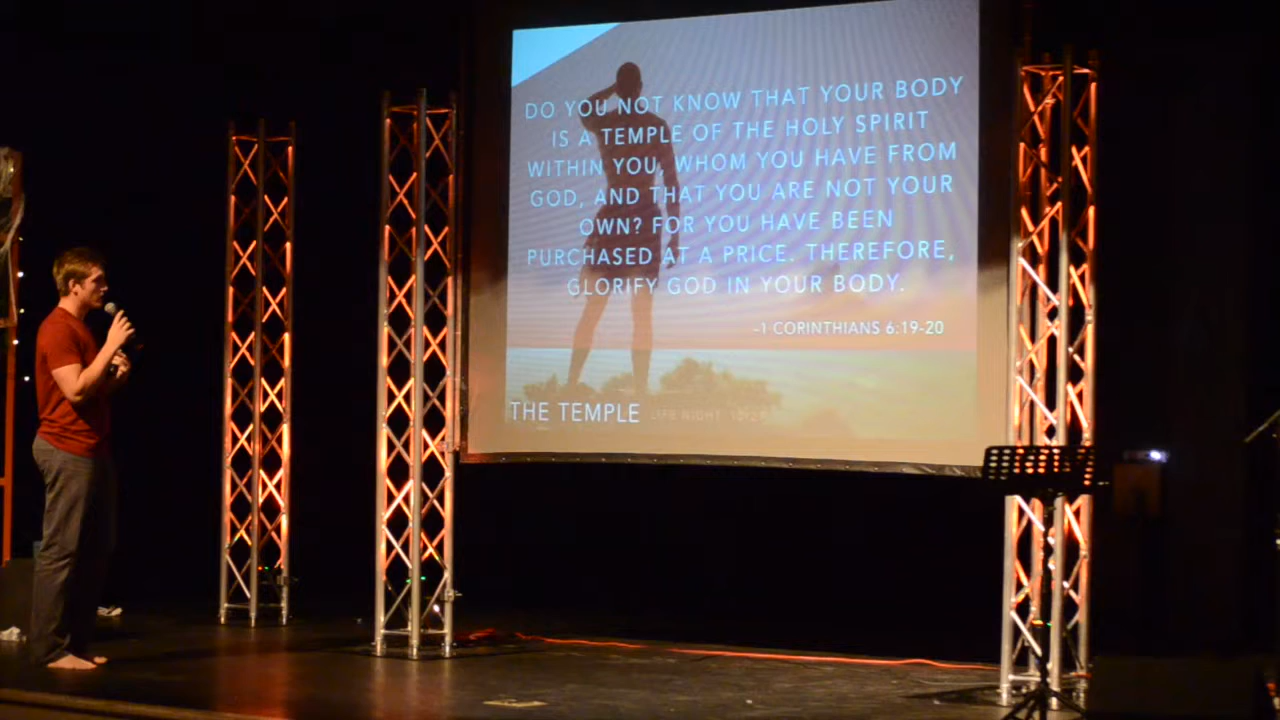 DO YOU NOT KNOW THAT YOUR BODY
IS A TEMPLE OF THE HOLY SPIRIT
WITHIN YOU, WHOM YOU HAVE FROM
GOD, AND THAT YOU ARE NOT YOUR
OWN? FOR YOU HAVE BEEN
PURCHASED AT A PRICE. THEREFORE,
GLORIFY GOD IN YOUR BODY.
-1 CORINTHIANS 6:19-20
THE TEMPLE LIFE NIGHT